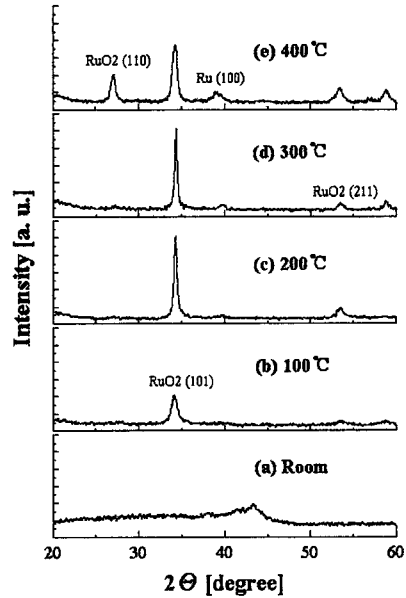 (e) 400℃
RuO2 (110)
Ru (100)
(d) 300℃
RuO2 (211)
(c) 200℃
(b) 100℃
RuO2 (101)
(a) Room
Intensity [a. u.]
20 30 40 50 60
2Θ [degree]